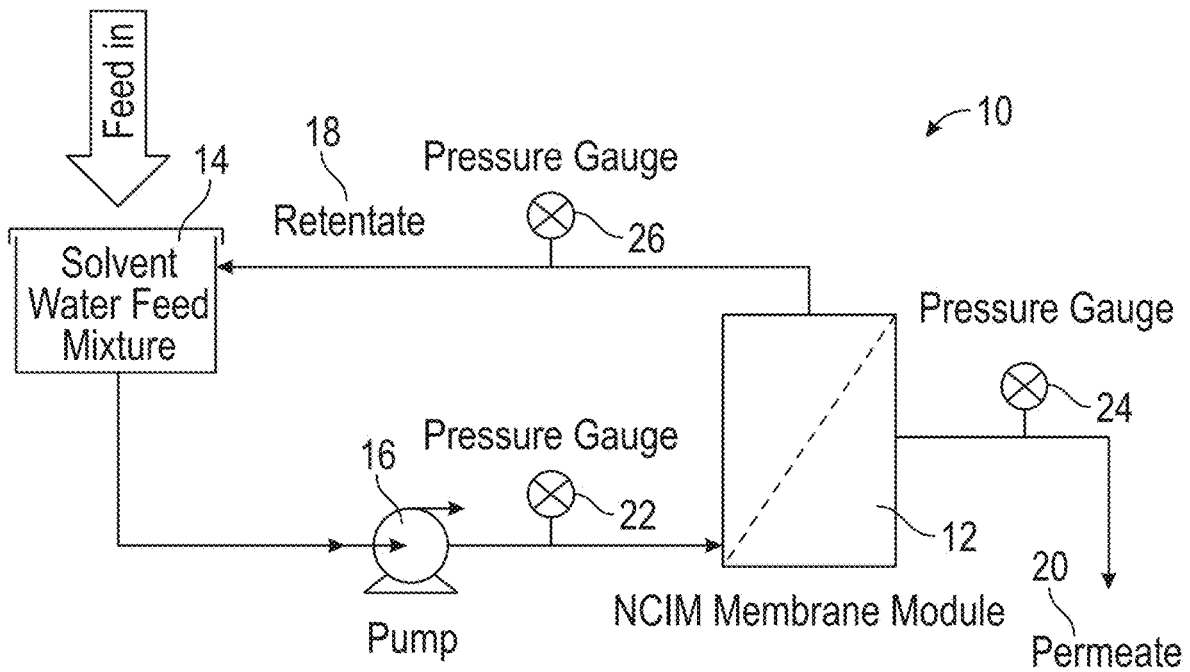 Feed in
10
18
Pressure Gauge
14
Retentate
26
Solvent
Water Feed
Mixture
Pressure Gauge
24
Pressure Gauge
16
22
12
NCIM Membrane Module
20
Pump
Permeate